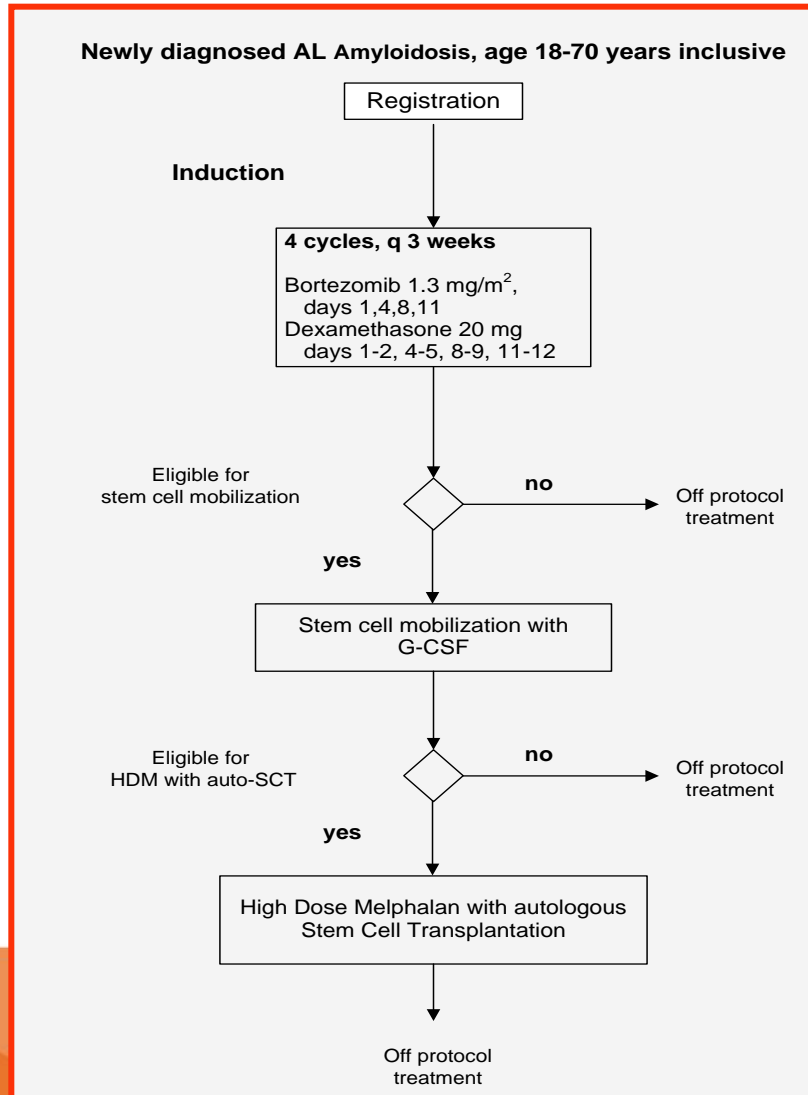 Newly diagnosed AL Amyloidosis, age 18-70 years inclusive
Registration
Induction
4 cycles, q 3 weeks
Bortezomib 1.3 mg/m²,
days 1,4,8,11
Dexamethasone 20 mg
days 1-2, 4-5, 8-9, 11-12
Eligible for
stem cell mobilization
no
Off protocol
treatment
yes
Stem cell mobilization with
G-CSF
Eligible for
HDM with auto-SCT
no
Off protocol
treatment
yes
High Dose Melphalan with autologous
Stem Cell Transplantation
Off protocol
treatment